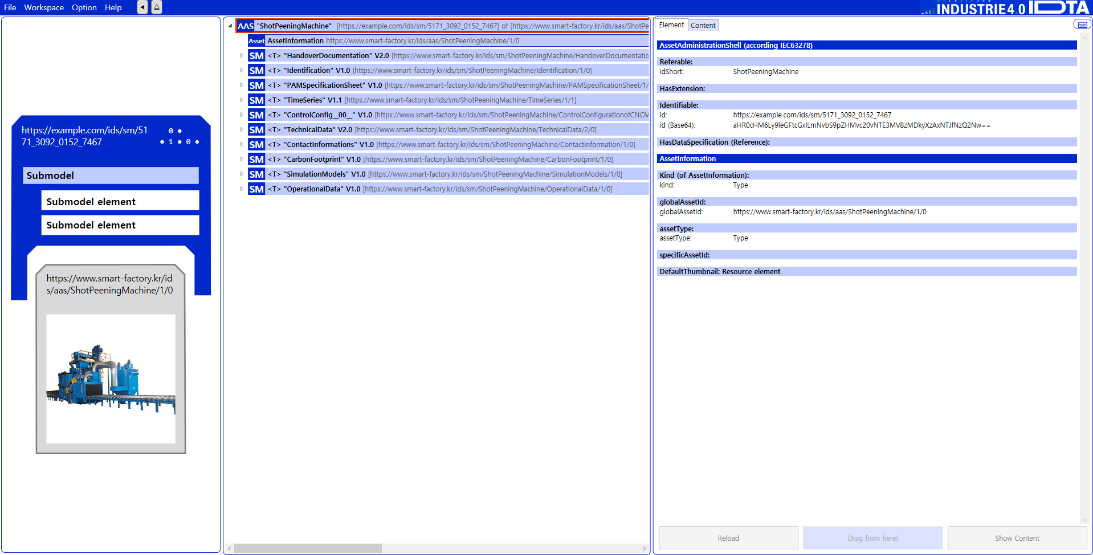 File Workspace Option Help
INDUSTRIE4 0 IDTA
https://example.com/ids/sm/51
71_3092_0152_7467
0
1 0
Submodel
Submodel element
Submodel element
https://www.smart-factory.kr/id
s/aas/ShotPeeningMachine/1/0
AAS "ShotPeeningMachine" [https://example.com/ids/sm/5171_3092_0152_7467] of [https://www.smart-factory.kr/ids/aas/ShotPe
Asset AssetInformation https://www.smart-factory.kr/ids/aas/ShotPeeningMachine/1/0
SM <T> "HandoverDocumentation" V2.0 [https://www.smart-factory.kr/ids/sm/ShotPeeningMachine/HandoverDocumentatio
SM <T> "Identification" V1.0 [https://www.smart-factory.kr/ids/sm/ShotPeeningMachine/Identification/1/0]
SM <T> "PAMSpecificationSheet" V1.0 [https://www.smart-factory.kr/ids/sm/ShotPeeningMachine/PAMSpecificationSheet/1/
SM <T> "TimeSeries" V1.1 [https://www.smart-factory.kr/ids/sm/ShotPeeningMachine/TimeSeries/1/1]
SM <T> "ControlConfig__00_" V1.0 [https://www.smart-factory.kr/ids/sm/ShotPeeningMachine/ControlConfigurationofCNCM
SM <T> "TechnicalData" V2.0 [https://www.smart-factory.kr/ids/sm/ShotPeeningMachine/TechnicalData/2/0]
SM <T> "ContactInformations" V1.0 [https://www.smart-factory.kr/ids/sm/ShotPeeningMachine/ContactInformation/1/0]
SM <T> "CarbonFootprint" V1.0 [https://www.smart-factory.kr/ids/sm/ShotPeeningMachine/CarbonFootprint/1/0]
SM <T> "SimulationModels" V1.0 [https://www.smart-factory.kr/ids/sm/ShotPeeningMachine/SimulationModels/1/0]
SM <T> "OperationalData" V1.0 [https://www.smart-factory.kr/ids/sm/ShotPeeningMachine/OperationalData/1/0]
Element Content
AssetAdministrationShell (according IEC63278)
Referable:
idShort: ShotPeeningMachine
HasExtension:
Identifiable:
id: https://example.com/ids/sm/5171_3092_0152_7467
id (Base64):
HasDataSpecification (Reference):
AssetInformation
Kind (of AssetInformation):
kind: Type
globalAssetId:
globalAssetId: https://www.smart-factory.kr/ids/aas/ShotPeeningMachine/1/0
assetType:
assetType: Type
specificAssetId:
DefaultThumbnail: Resource element
Reload Drag from here! Show Content